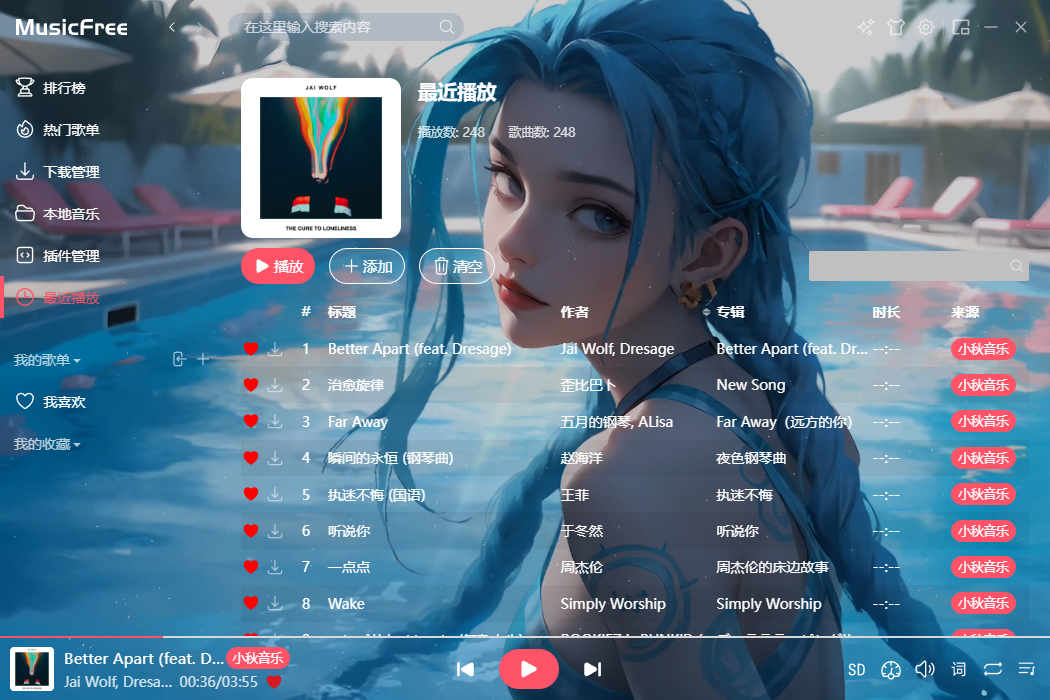 MusicFree
在这里输入搜索内容
排行榜
热门歌单
下载管理
本地音乐
插件管理
最近播放
我的歌单
我喜欢
我的收藏
JAI WOLF
THE CURE TO LONELINESS
最近播放
播放数: 248 歌曲数: 248
播放 添加 清空
# 标题 作者 专辑 时长 来源
1 Better Apart (feat. Dresage) Jai Wolf, Dresage Better Apart (feat. Dr... --:-- 小秋音乐
2 治愈旋律 歪比巴卜 New Song --:-- 小秋音乐
3 Far Away 五月的钢琴, ALisa Far Away（远方的你） --:-- 小秋音乐
4 瞬间的永恒 (钢琴曲) 赵海洋 夜色钢琴曲 --:-- 小秋音乐
5 执迷不悔 (国语) 王菲 执迷不悔 --:-- 小秋音乐
6 听说你 于冬然 听说你 --:-- 小秋音乐
7 一点点 周杰伦 周杰伦的床边故事 --:-- 小秋音乐
8 Wake Simply Worship Simply Worship --:-- 小秋音乐
Better Apart (feat. D... 小秋音乐
Jai Wolf, Dresa... 00:36/03:55
SD 词